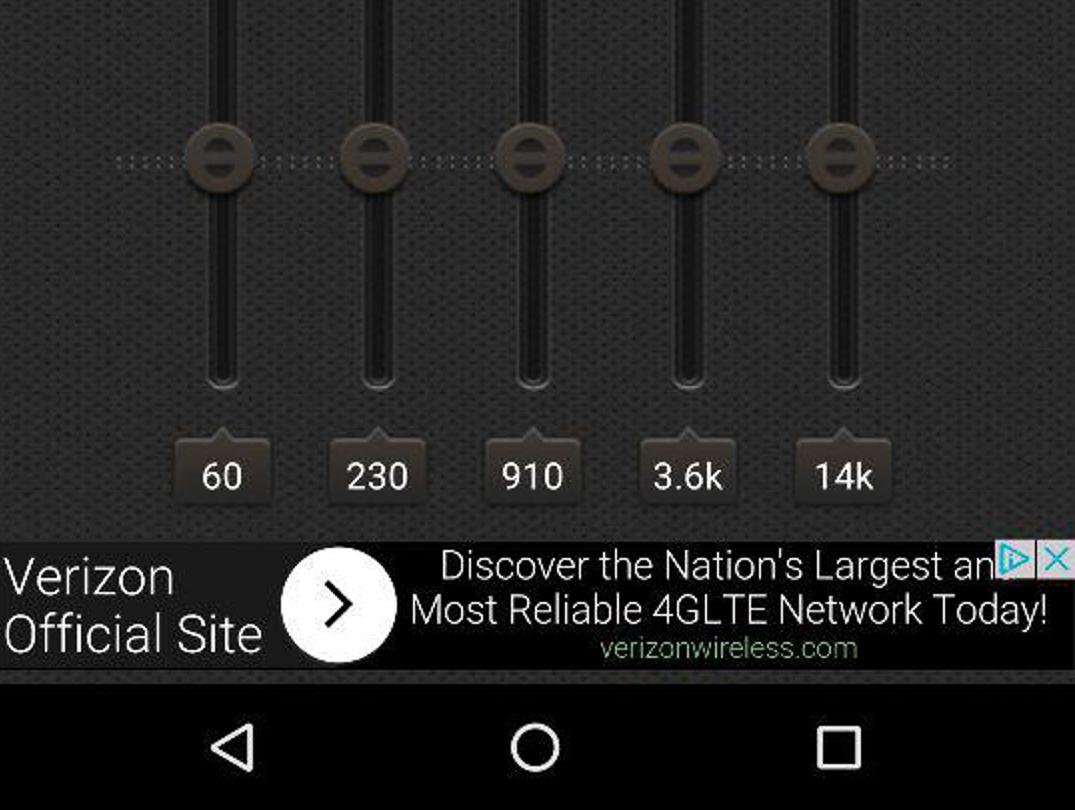 60 230 910 3.6k 14k
Verizon
Official Site
Discover the Nation's Largest an
Most Reliable 4GLTE Network Today!
verizonwireless.com